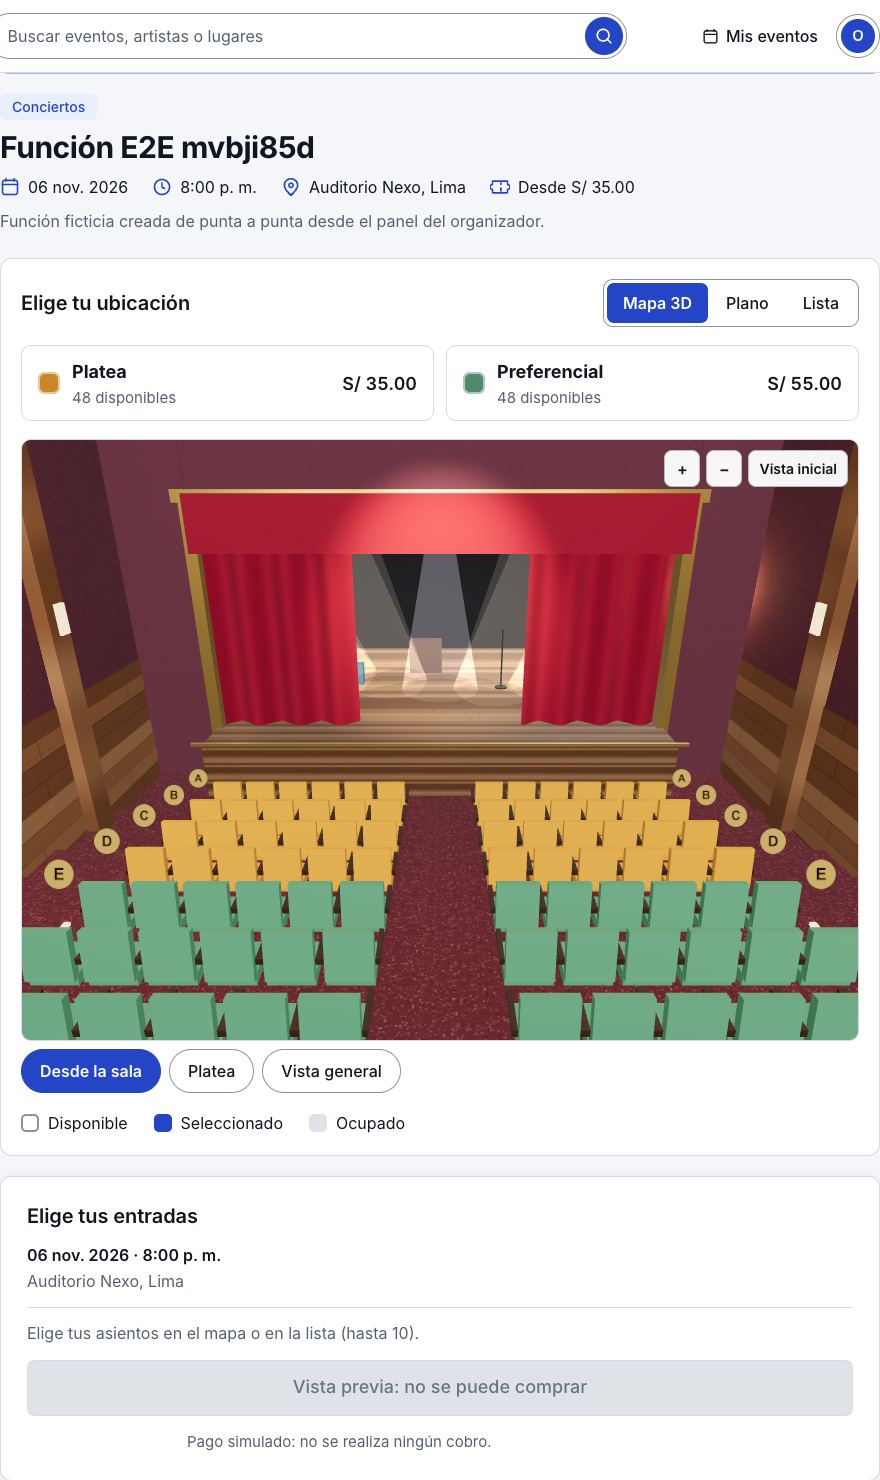 Buscar eventos, artistas o lugares
Mis eventos
O
Conciertos
Función E2E mvbji85d
06 nov. 2026
8:00 p. m.
Auditorio Nexo, Lima
Desde S/ 35.00
Función ficticia creada de punta a punta desde el panel del organizador.
Elige tu ubicación
Mapa 3D
Plano
Lista
Platea
48 disponibles
S/ 35.00
Preferencial
48 disponibles
S/ 55.00
+
−
Vista inicial
A
A
B
B
C
C
D
D
E
E
Desde la sala
Platea
Vista general
Disponible
Seleccionado
Ocupado
Elige tus entradas
06 nov. 2026 · 8:00 p. m.
Auditorio Nexo, Lima
Elige tus asientos en el mapa o en la lista (hasta 10).
Vista previa: no se puede comprar
Pago simulado: no se realiza ningún cobro.